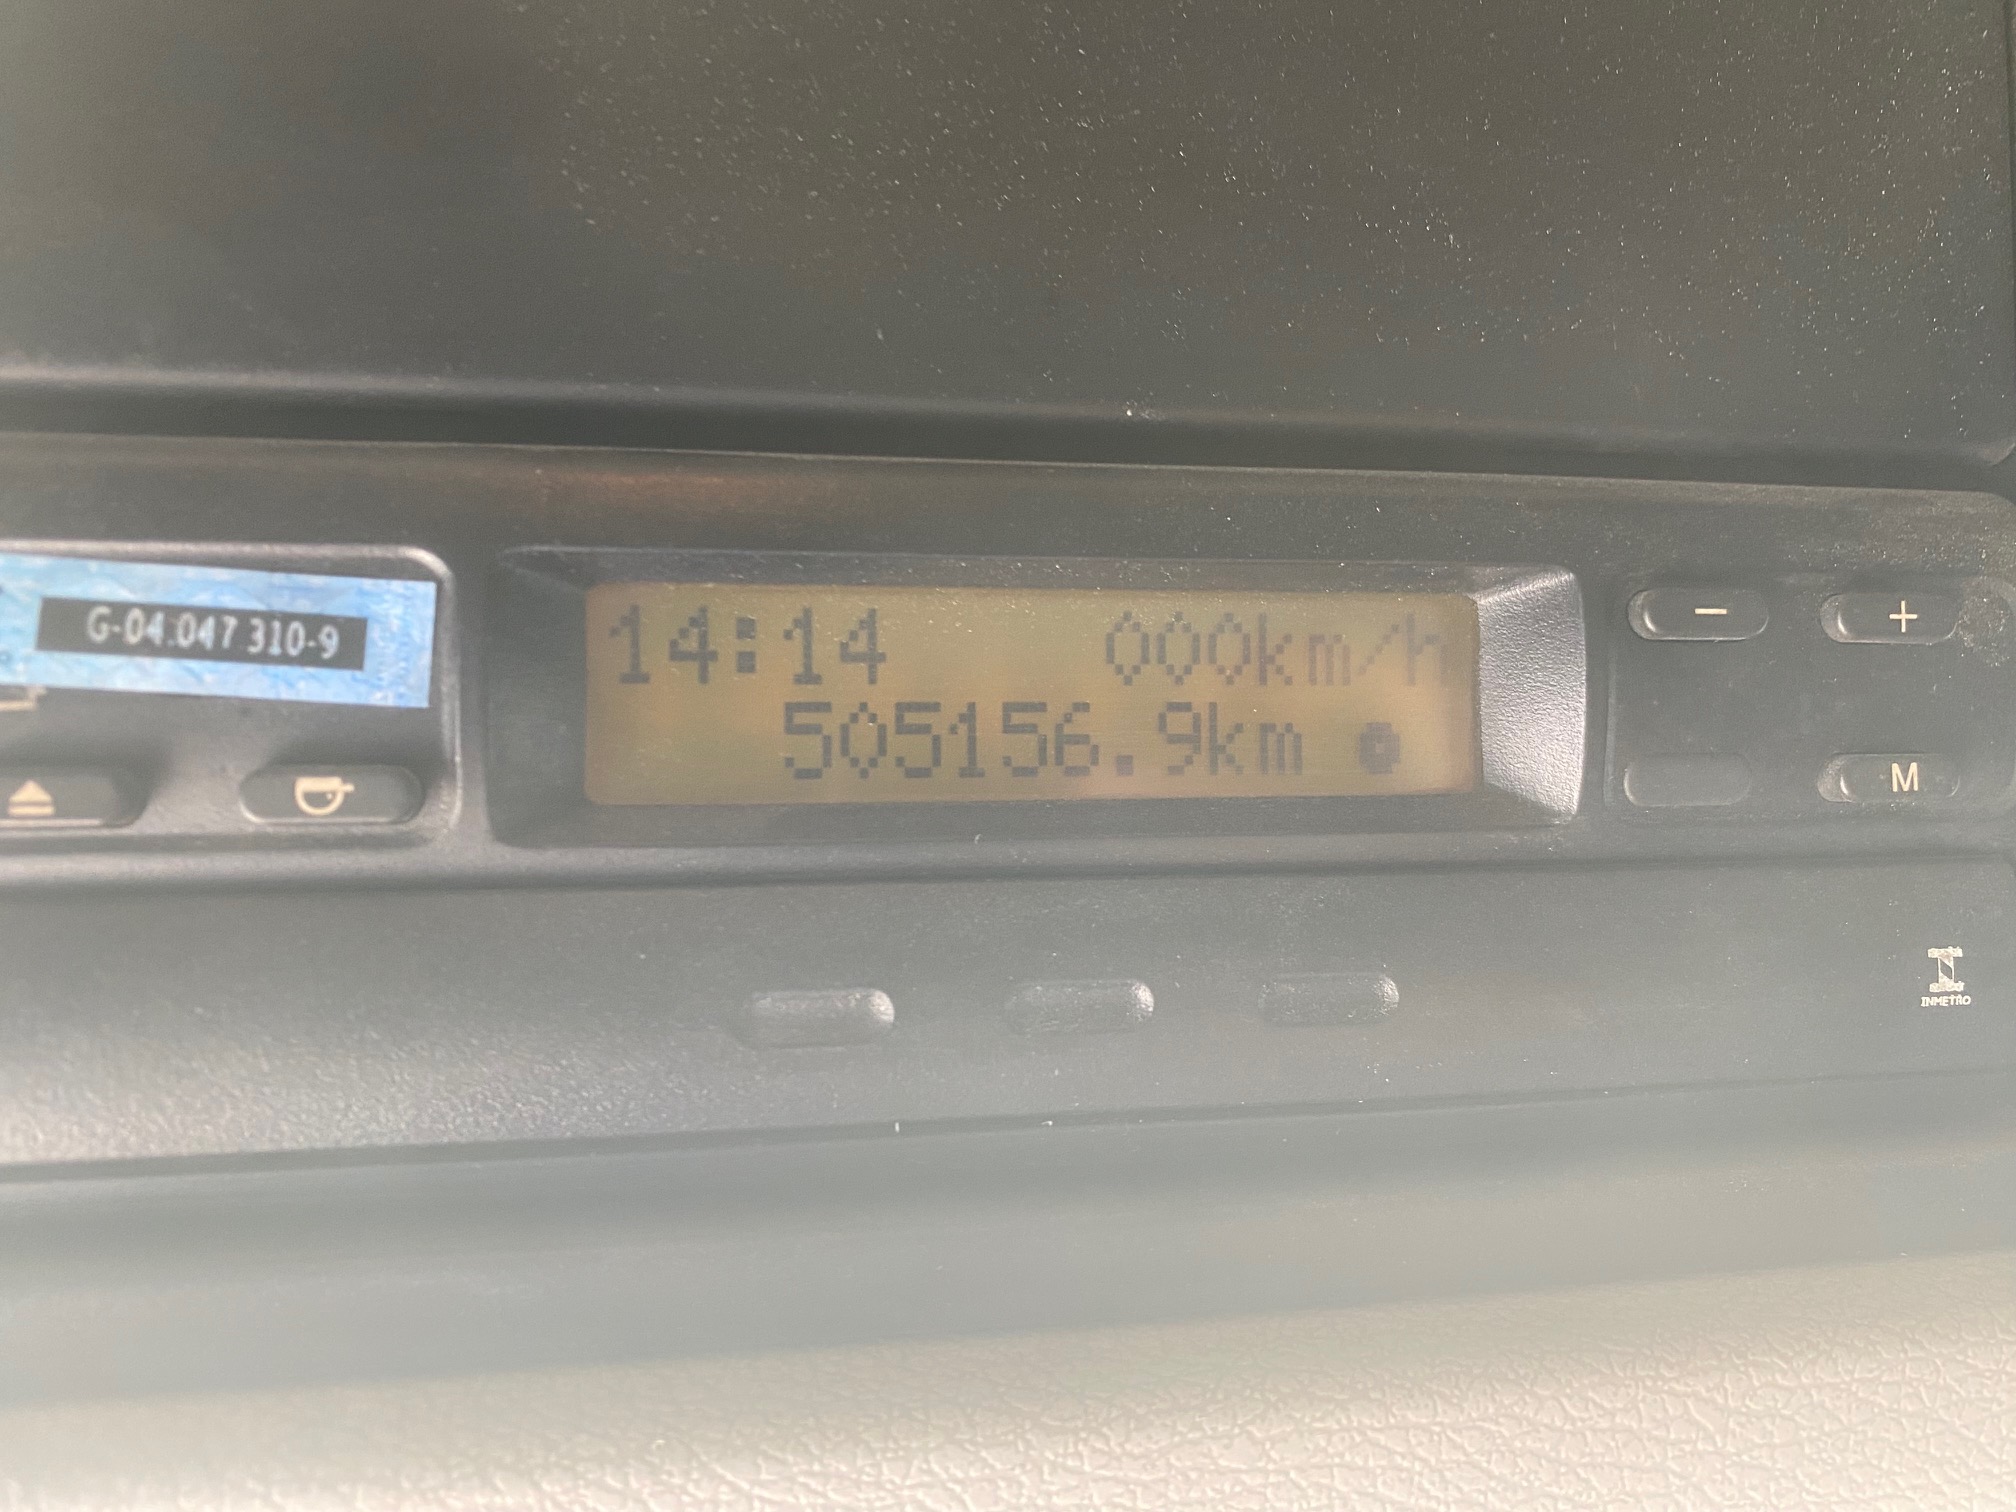 G-04.047 310-9
14:14 000km/h
505156.9km
−
+
M
INMETRO